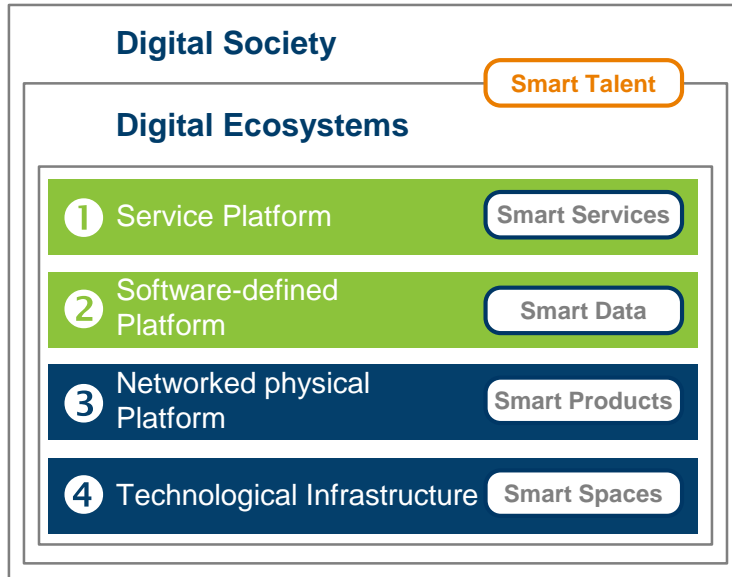 Digital Society
Smart Talent
Digital Ecosystems
1 Service Platform Smart Services
2 Software-defined
Platform
Smart Data
3 Networked physical
Platform
Smart Products
4 Technological Infrastructure Smart Spaces